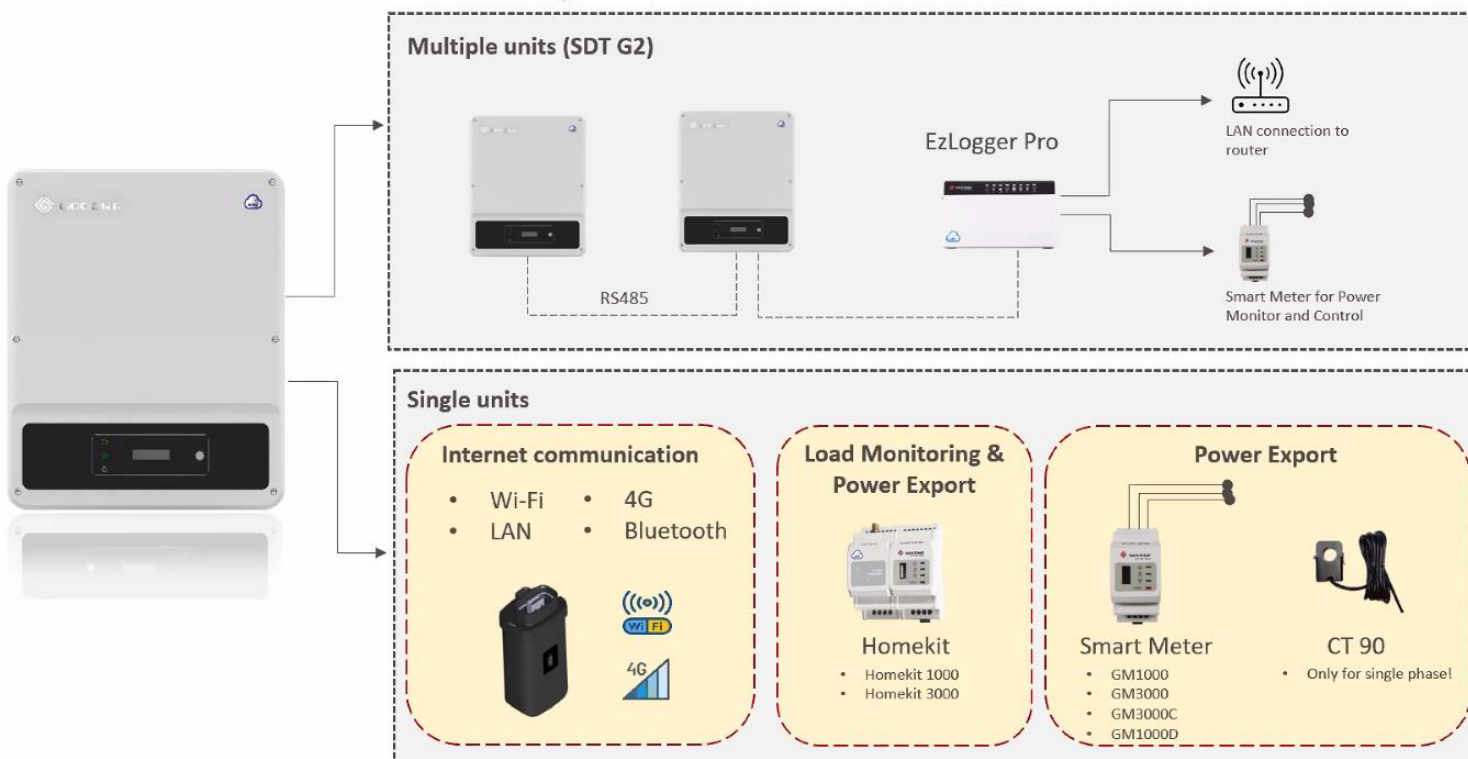 Multiple units (SDT G2)
EzLogger Pro
RS485
LAN connection to
router
Smart Meter for Power
Monitor and Control
GOODWE
Single units
Internet communication
• Wi-Fi
• 4G
• LAN
• Bluetooth
Wi Fi
4G
Load Monitoring &
Power Export
Homekit
• Homekit 1000
• Homekit 3000
Power Export
Smart Meter
• GM1000
• GM3000
• GM3000C
• GM1000D
CT 90
• Only for single phase!